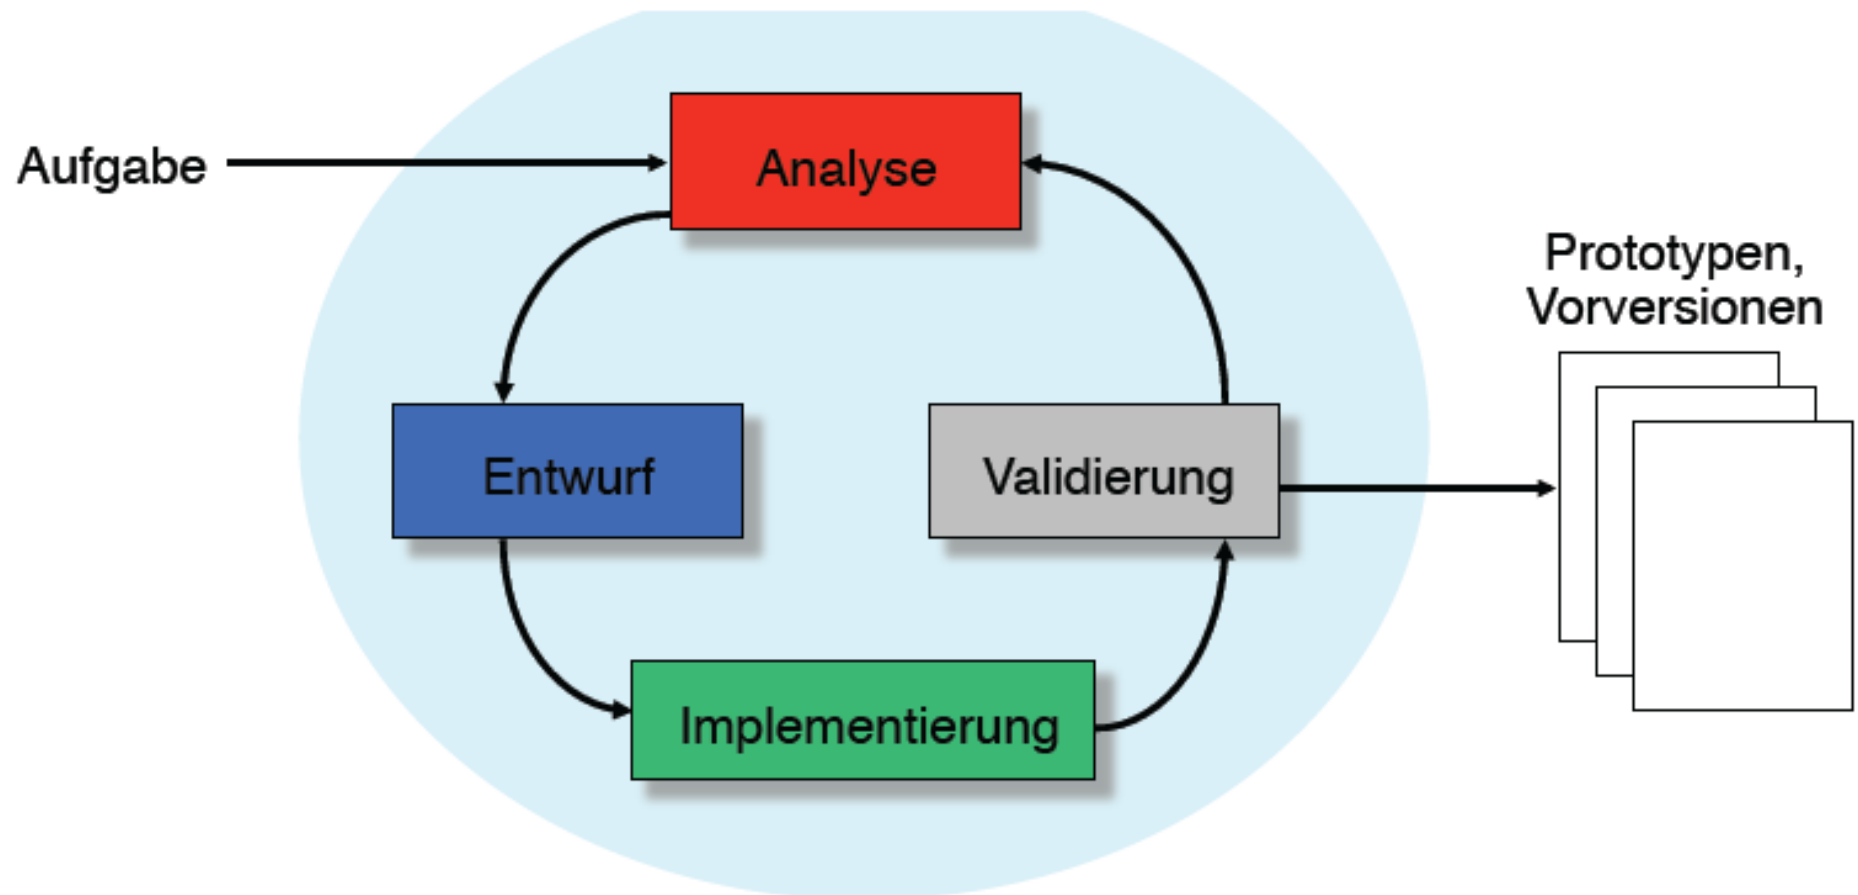 Aufgabe
Analyse
Prototypen,
Vorversionen
Entwurf
Validierung
Implementierung